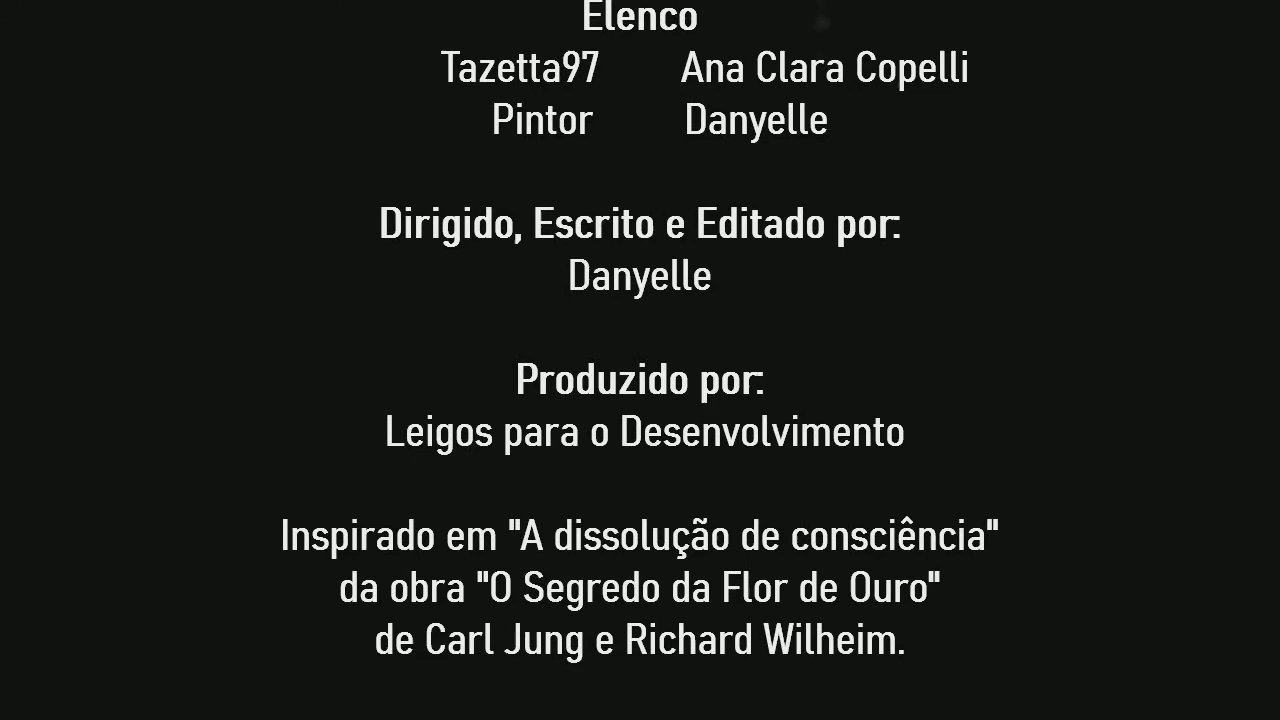 Elenco
Tazetta97 Ana Clara Copelli
Pintor Danyelle
Dirigido, Escrito e Editado por:
Danyelle
Produzido por:
Leigos para o Desenvolvimento
Inspirado em "A dissolução de consciência"
da obra "O Segredo da Flor de Ouro"
de Carl Jung e Richard Wilheim.